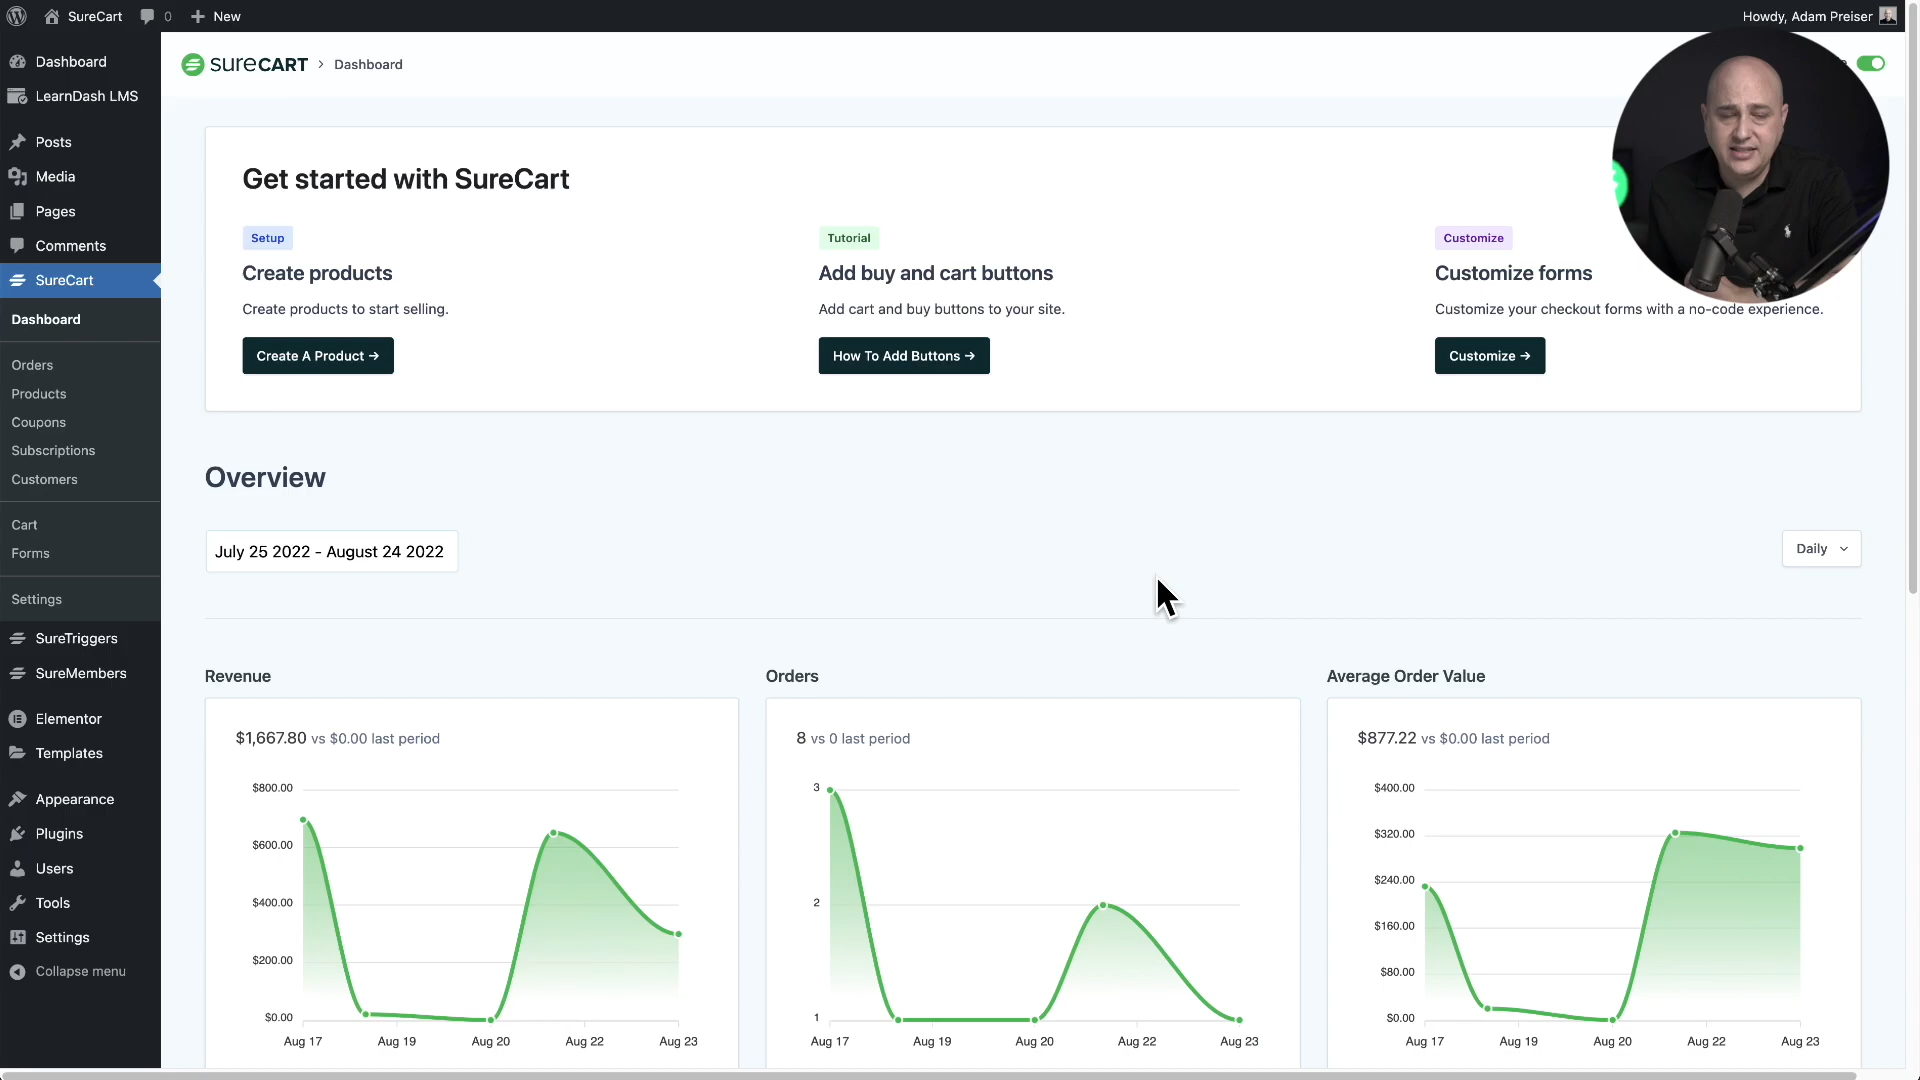 SureCart
0
New
Howdy, Adam Preiser
Dashboard
LearnDash LMS
Posts
Media
Pages
Comments
SureCart
Dashboard
Orders
Products
Coupons
Subscriptions
Customers
Cart
Forms
Settings
SureTriggers
SureMembers
Elementor
Templates
Appearance
Plugins
Users
Tools
Settings
Collapse menu
SURECART > Dashboard
Get started with SureCart
Setup
Create products
Create products to start selling.
Create A Product →
Tutorial
Add buy and cart buttons
Add cart and buy buttons to your site.
How To Add Buttons →
Customize
Customize forms
Customize your checkout forms with a no-code experience.
Customize →
Overview
July 25 2022 - August 24 2022
Daily
Revenue
$1,667.80 vs $0.00 last period
$800.00
$600.00
$400.00
$200.00
$0.00
Aug 17 Aug 19 Aug 20 Aug 22 Aug 23
Orders
8 vs 0 last period
3
2
1
Aug 17 Aug 19 Aug 20 Aug 22 Aug 23
Average Order Value
$877.22 vs $0.00 last period
$400.00
$320.00
$240.00
$160.00
$80.00
$0.00
Aug 17 Aug 19 Aug 20 Aug 22 Aug 23